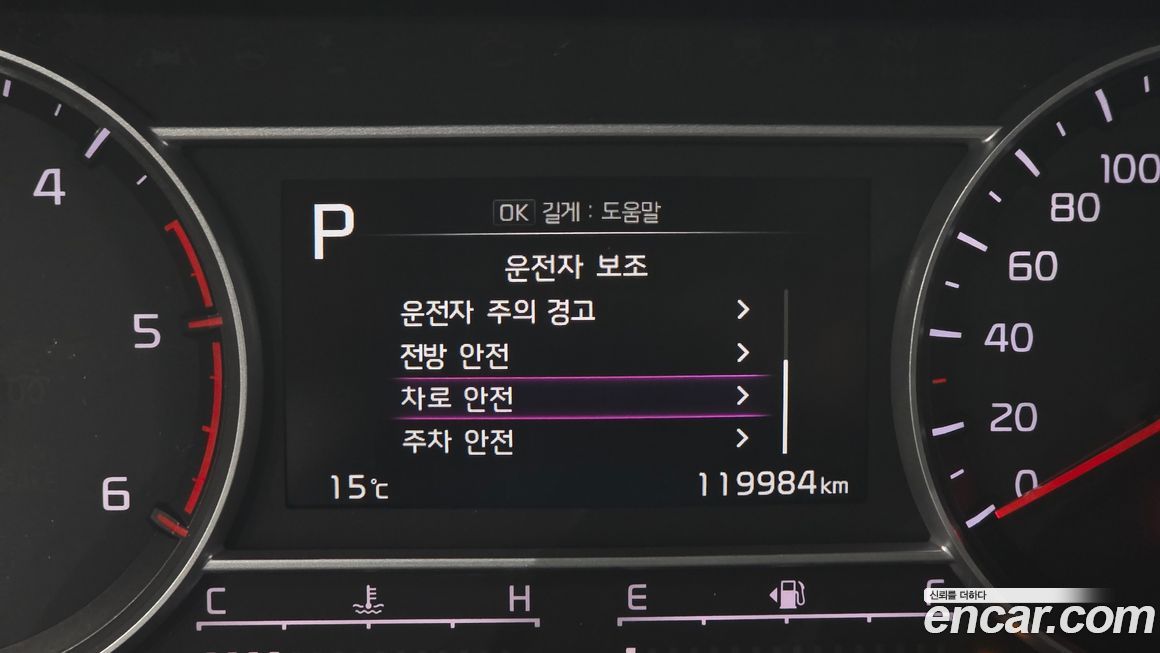 P
OK 길게 : 도움말
운전자 보조
운전자 주의 경고
전방 안전
차로 안전
주차 안전
15℃
119984km
4
5
6
100
80
60
40
20
0
C H
E F
신뢰를 더하다
encar.com